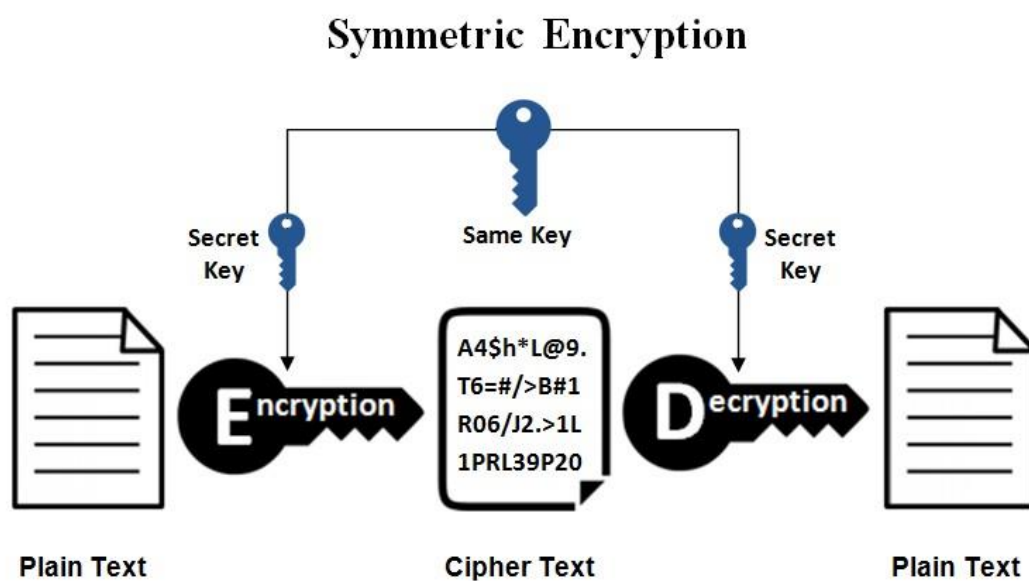 Symmetric Encryption
Secret
Key
Same Key
Secret
Key
Encryption
A4$h*L@9.
T6=#/>B#1
R06/J2.>1L
1PRL39P20
Decryption
Plain Text
Cipher Text
Plain Text